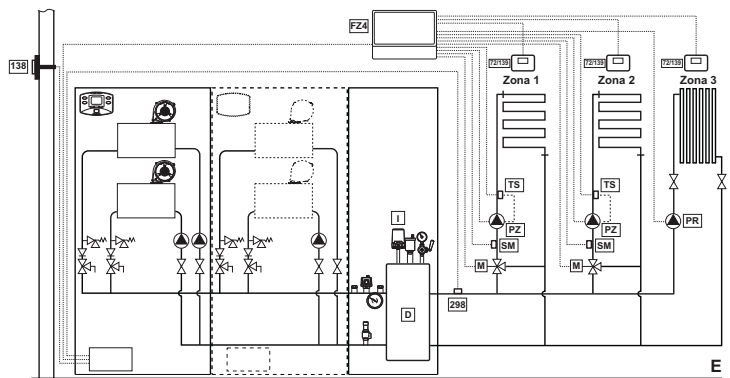 FZ4
138
72/139
72/139
72/139
Zona 1
Zona 2
Zona 3
TS
TS
I
PZ
PZ
PR
SM
SM
M
M
298
D
E